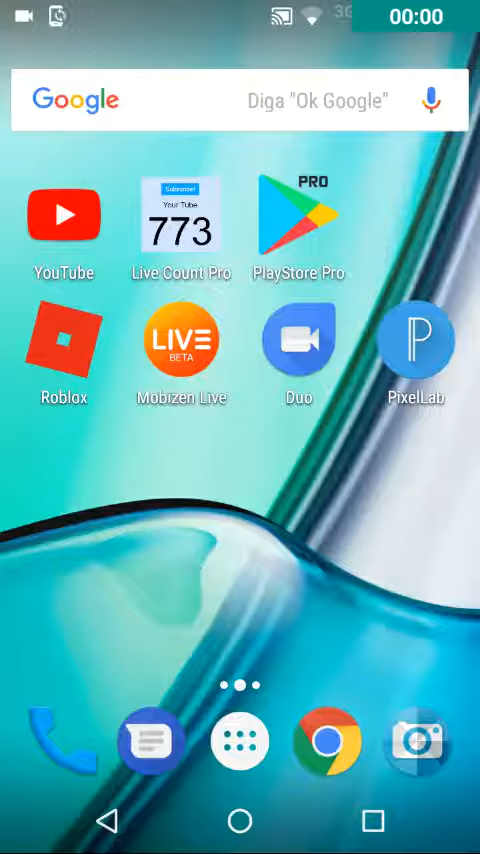 3G
00:00
Google
Diga "Ok Google"
Subscribe!
Your Tube
773
PRO
YouTube
Live Count Pro
PlayStore Pro
LIVE
BETA
P
Roblox
Mobizen Live
Duo
PixelLab